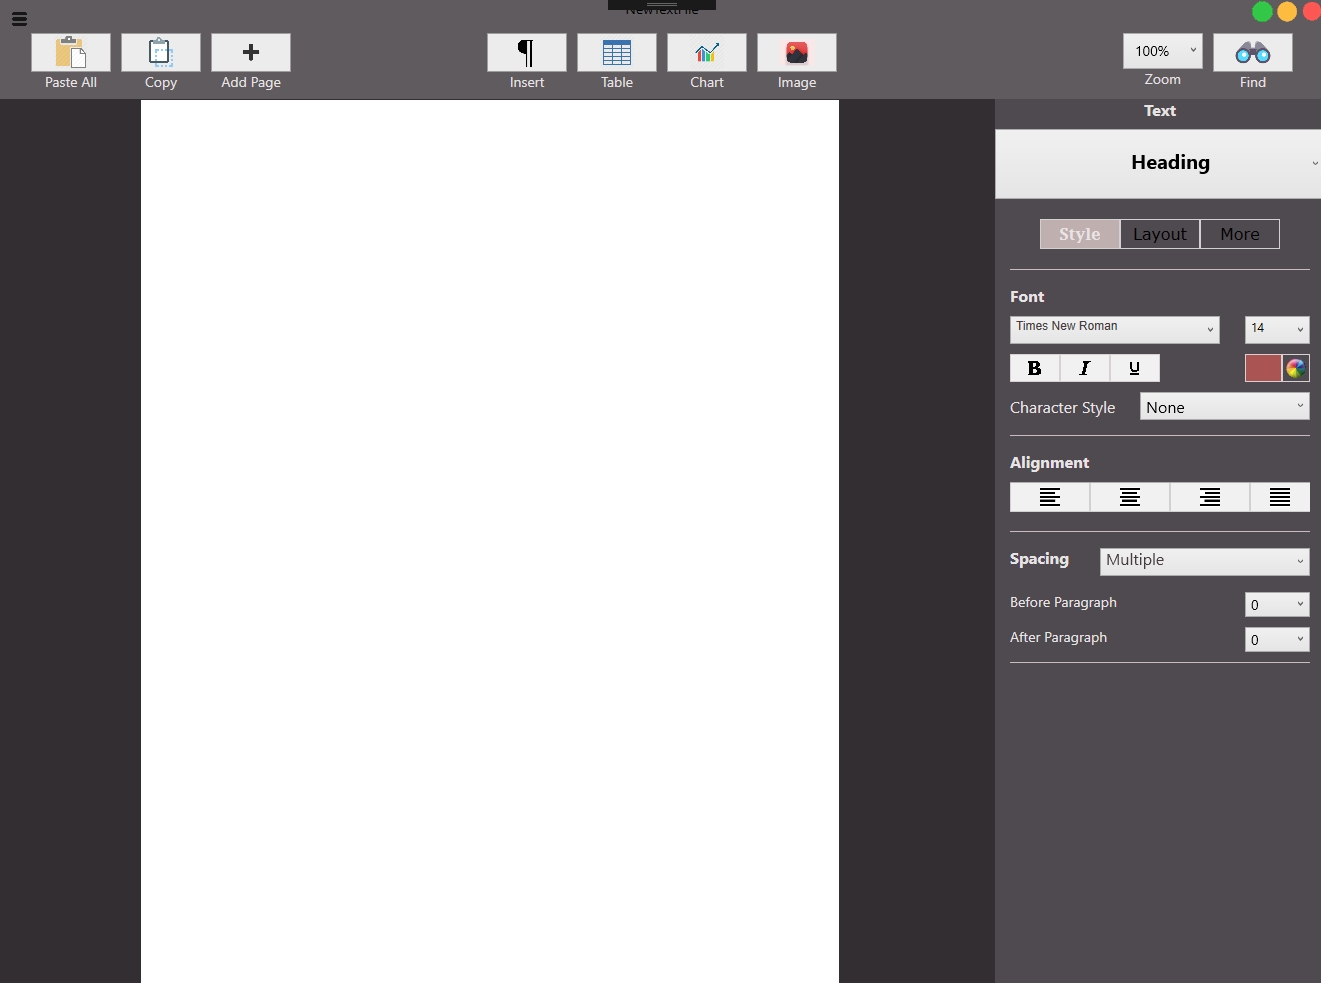 Paste All
Copy
Add Page
Insert
Table
Chart
Image
100%
Zoom
Find
Text
Heading
Style
Layout
More
Font
Times New Roman
14
B
I
U
Character Style
None
Alignment
Spacing
Multiple
Before Paragraph
0
After Paragraph
0